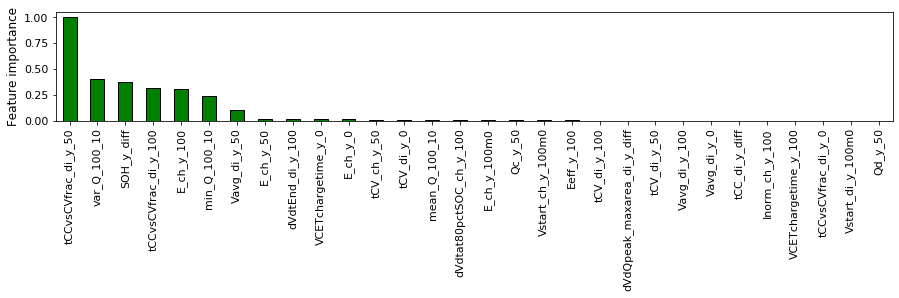 Feature importance
1.00
0.75
0.50
0.25
0.00
tCCvsCVfrac_di_y_50
var_Q_100_10
SOH_y_diff
tCCvsCVfrac_di_y_100
E_ch_y_100
min_Q_100_10
Vavg_di_y_50
E_ch_y_50
dVdtEnd_di_y_100
VCETchargetime_y_0
E_ch_y_0
tCV_ch_y_50
tCV_di_y_0
mean_Q_100_10
dVdtat80pctSOC_ch_y_100
E_ch_y_100m0
Qc_y_50
Vstart_ch_y_100m0
Eeff_y_100
tCV_di_y_100
dVdQpeak_maxarea_di_y_diff
tCV_di_y_50
Vavg_di_y_100
Vavg_di_y_0
tCC_di_y_diff
Inorm_ch_y_100
VCETchargetime_y_100
tCCvsCVfrac_di_y_0
Vstart_di_y_100m0
Qd_y_50